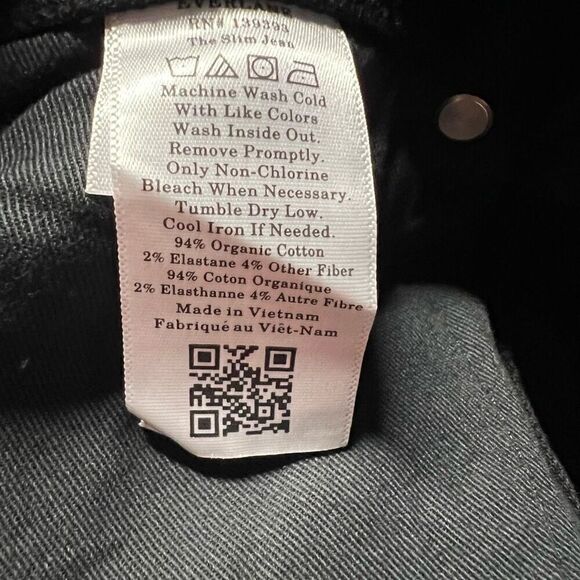 EVERLANE
RN# 139393
The Slim Jean
Machine Wash Cold
With Like Colors
Wash Inside Out.
Remove Promptly.
Only Non-Chlorine
Bleach When Necessary.
Tumble Dry Low.
Cool Iron If Needed.
94% Organic Cotton
2% Elastane 4% Other Fiber
94% Coton Organique
2% Elasthanne 4% Autre Fibre
Made in Vietnam
Fabriqué au Viêt-Nam